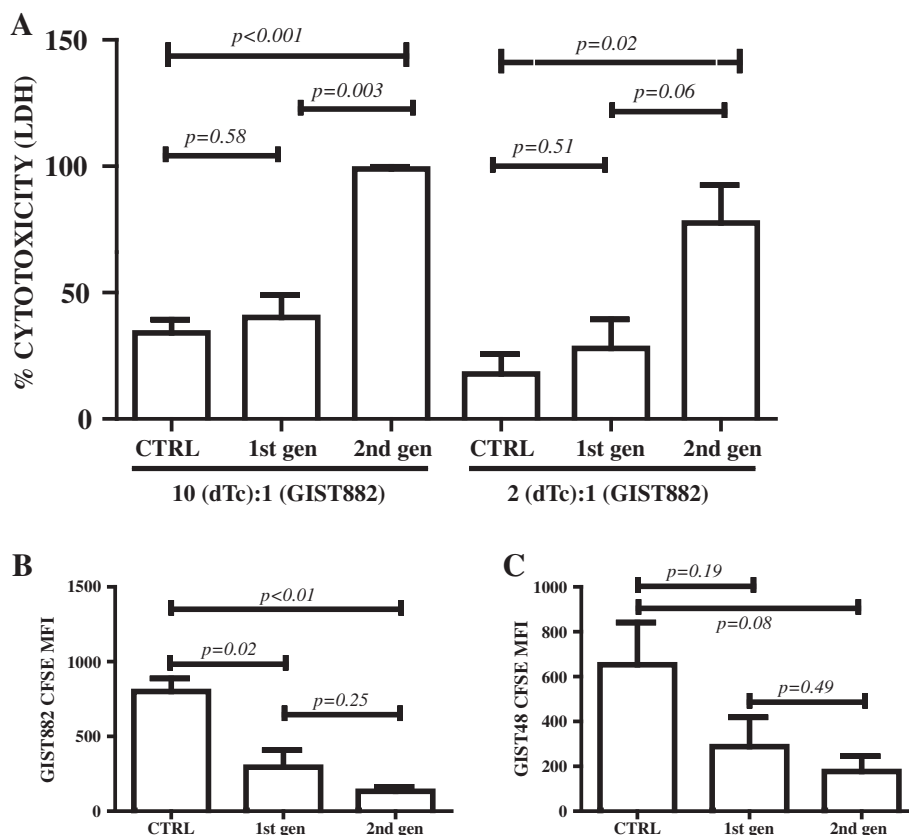 A
% CYTOTOXICITY (LDH)
150
100
50
0
p<0.001
p=0.003
p=0.58
p=0.02
p=0.06
p=0.51
CTRL 1st gen 2nd gen CTRL 1st gen 2nd gen
10 (dTc):1 (GIST882) 2 (dTc):1 (GIST882)
B
GIST882 CFSE MFI
1500
1000
500
0
p<0.01
p=0.02
p=0.25
CTRL 1st gen 2nd gen
C
GIST48 CFSE MFI
1000
800
600
400
200
0
p=0.19
p=0.08
p=0.49
CTRL 1st gen 2nd gen